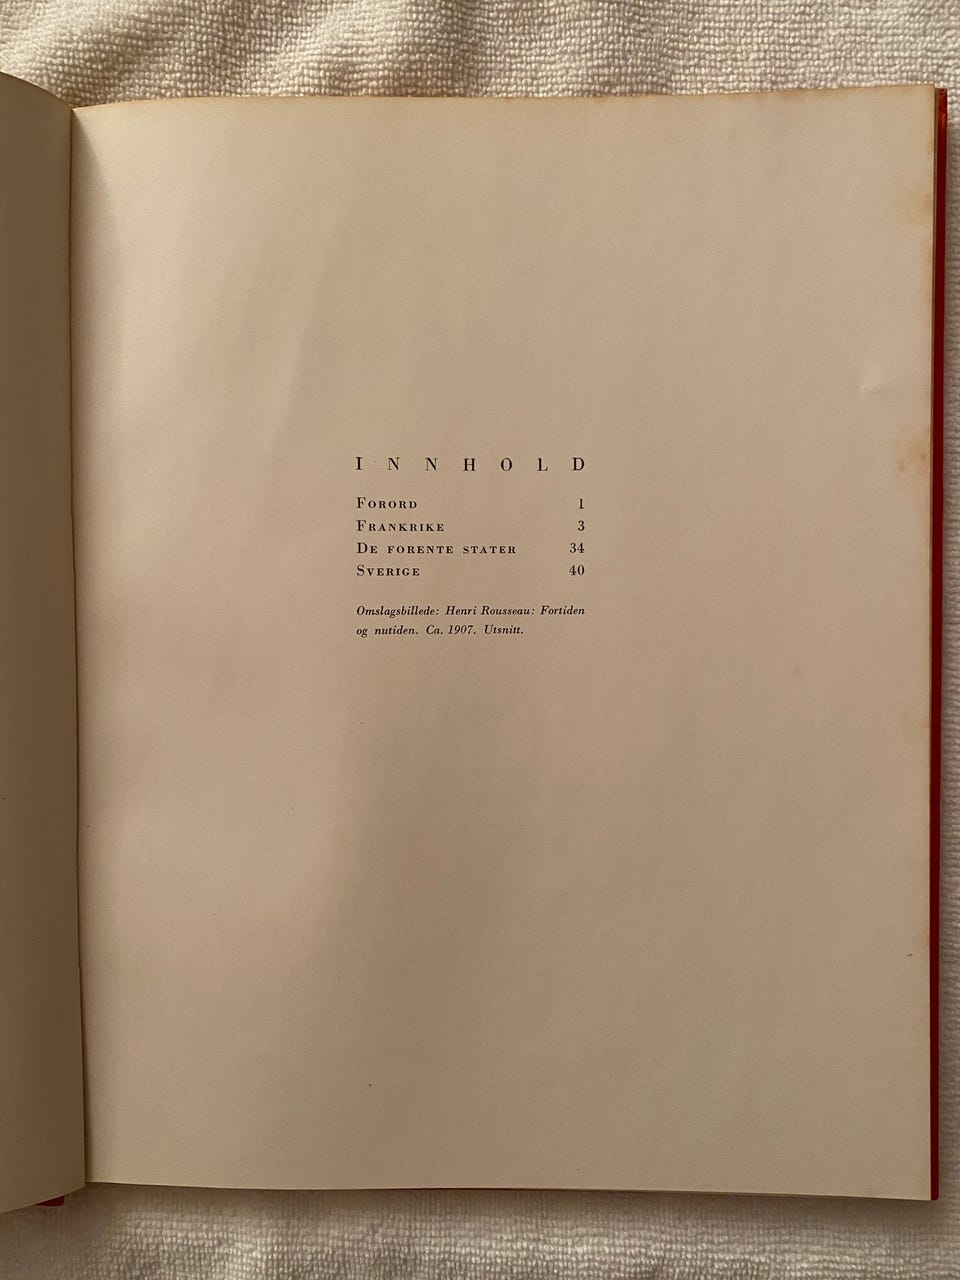 INNHOLD
FORORD 1
FRANKRIKE 3
DE FORENTE STATER 34
SVERIGE 40
Omslagsbillede: Henri Rousseau: Fortiden
og nutiden. Ca. 1907. Utsnitt.